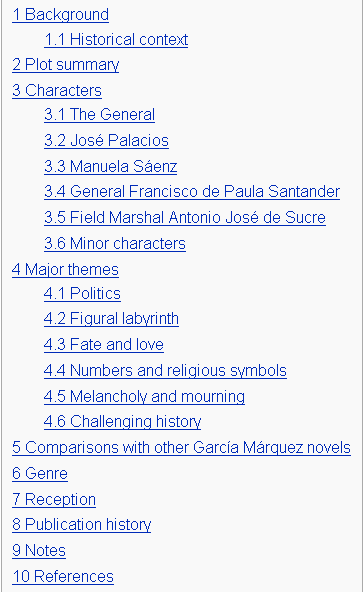 1 Background
1.1 Historical context
2 Plot summary
3 Characters
3.1 The General
3.2 José Palacios
3.3 Manuela Sáenz
3.4 General Francisco de Paula Santander
3.5 Field Marshal Antonio José de Sucre
3.6 Minor characters
4 Major themes
4.1 Politics
4.2 Figural labyrinth
4.3 Fate and love
4.4 Numbers and religious symbols
4.5 Melancholy and mourning
4.6 Challenging history
5 Comparisons with other García Márquez novels
6 Genre
7 Reception
8 Publication history
9 Notes
10 References